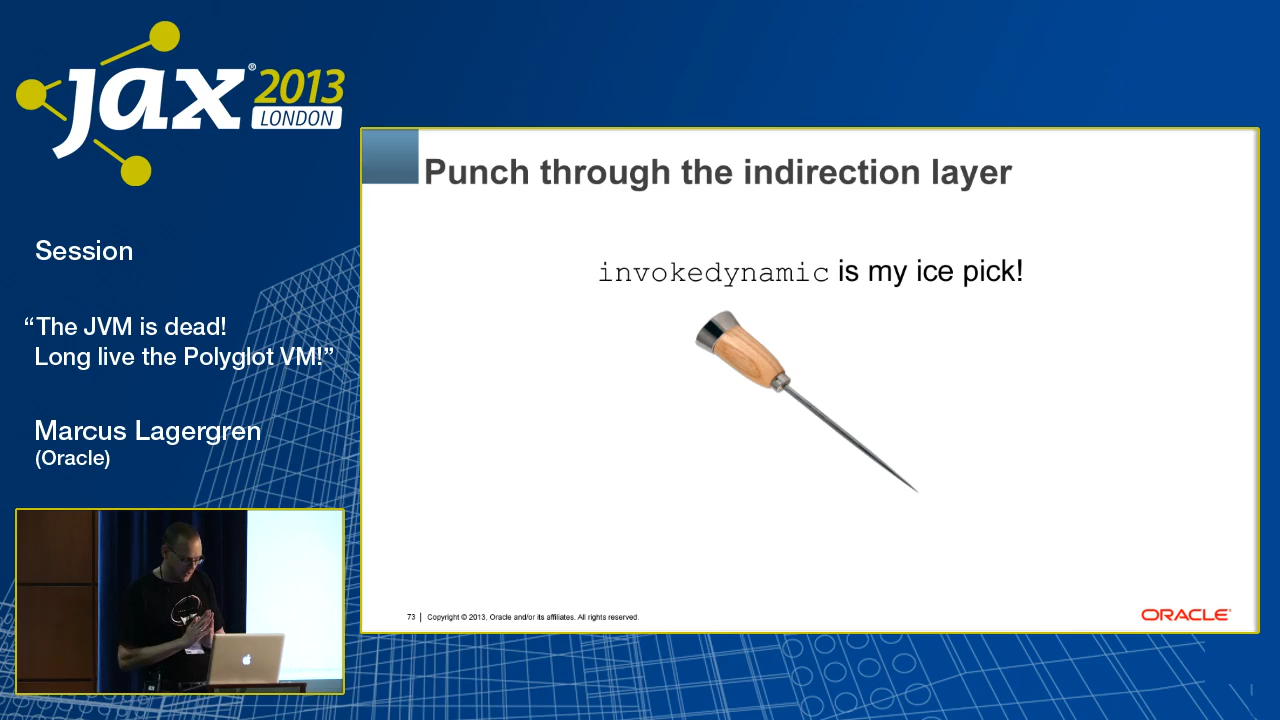 jax® 2013
LONDON
Session
“The JVM is dead!
Long live the Polyglot VM!”
Marcus Lagergren
(Oracle)
Punch through the indirection layer
invokedynamic is my ice pick!
73 | Copyright © 2013, Oracle and/or its affiliates. All rights reserved.
ORACLE®